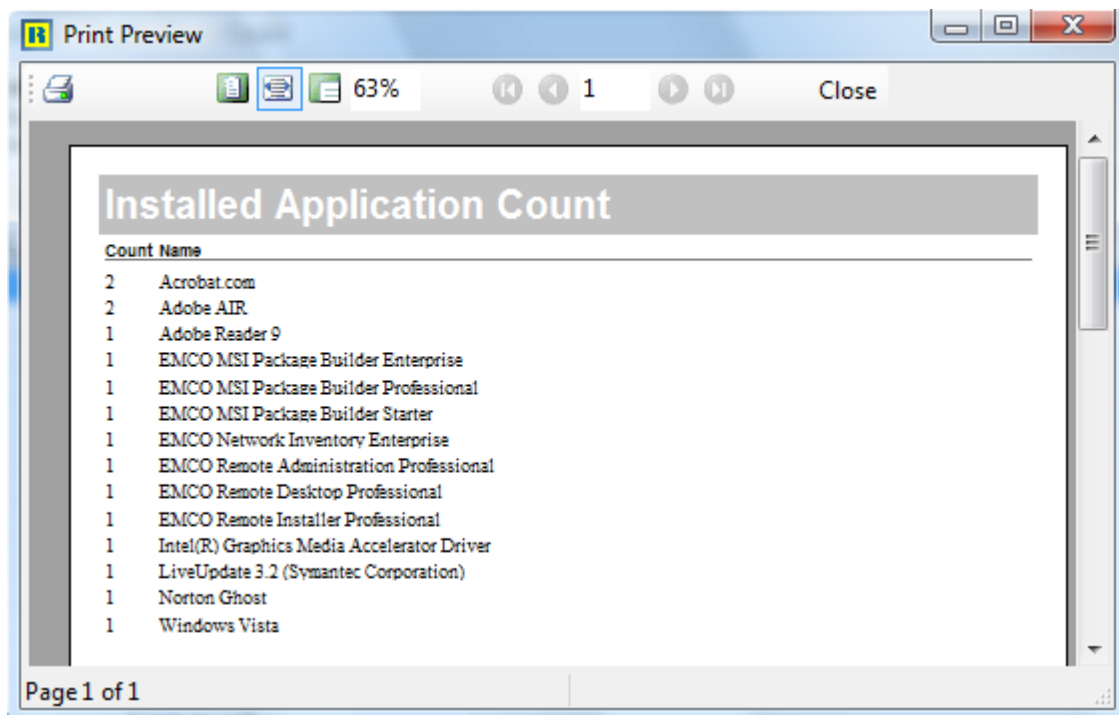 Print Preview
63% 1 Close
Installed Application Count
Count Name
2 Acrobat.com
2 Adobe AIR
1 Adobe Reader 9
1 EMCO MSI Package Builder Enterprise
1 EMCO MSI Package Builder Professional
1 EMCO MSI Package Builder Starter
1 EMCO Network Inventory Enterprise
1 EMCO Remote Administration Professional
1 EMCO Remote Desktop Professional
1 EMCO Remote Installer Professional
1 Intel(R) Graphics Media Accelerator Driver
1 LiveUpdate 3.2 (Symantec Corporation)
1 Norton Ghost
1 Windows Vista
Page 1 of 1